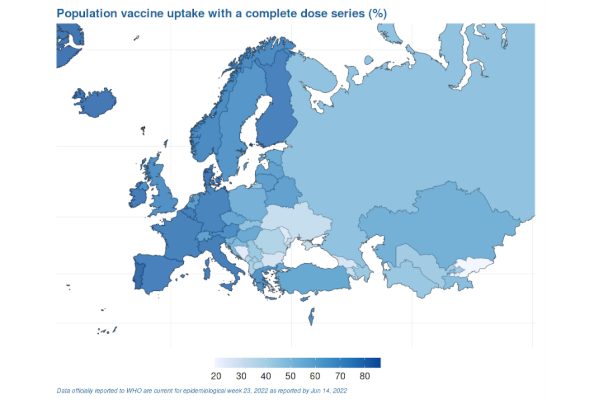 Population vaccine uptake with a complete dose series (%)
20 30 40 50 60 70 80
Data officially reported to WHO are current for epidemiological week 23, 2022 as reported by Jun 14, 2022